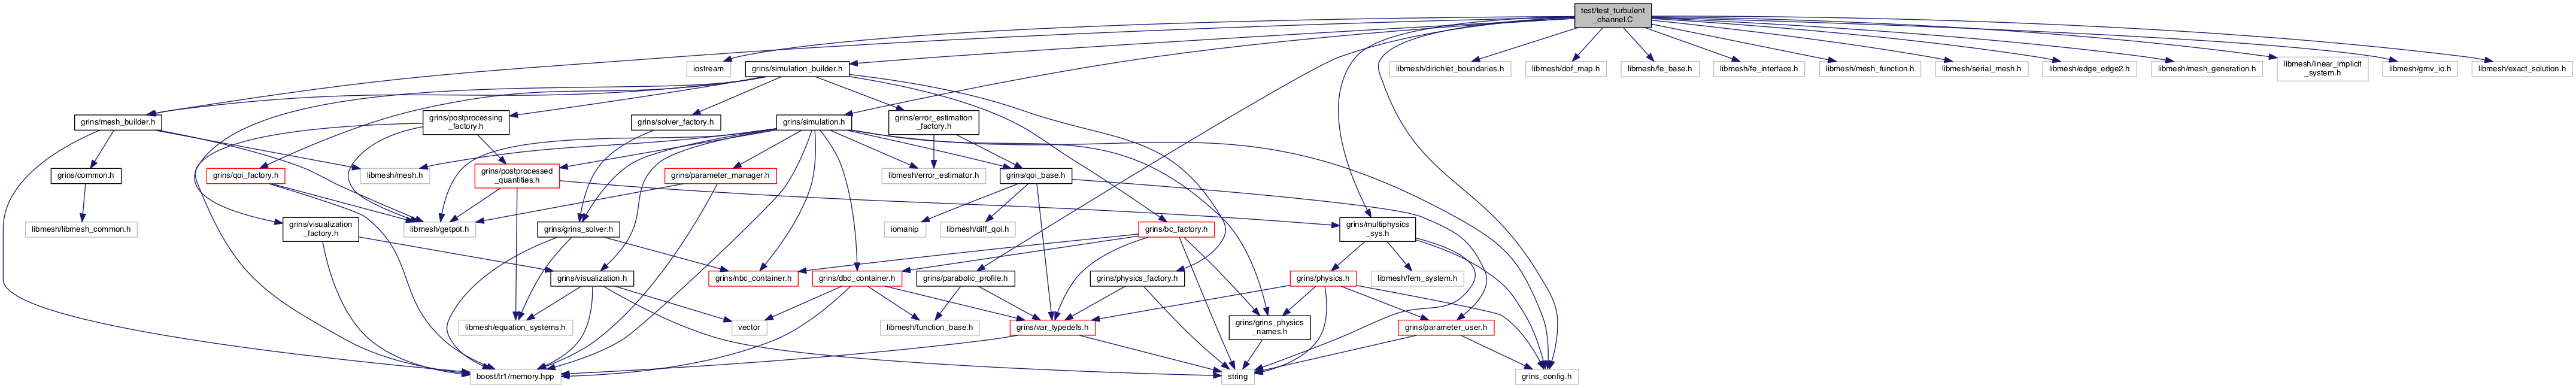 test/test_turbulent
_channel.C
iostream
grins/simulation_builder.h
libmesh/dirichlet_boundaries.h
libmesh/dof_map.h
libmesh/fe_base.h
libmesh/fe_interface.h
libmesh/mesh_function.h
libmesh/serial_mesh.h
libmesh/edge_edge2.h
libmesh/mesh_generation.h
libmesh/linear_implicit
_system.h
libmesh/gmv_io.h
libmesh/exact_solution.h
grins/mesh_builder.h
grins/postprocessing
_factory.h
grins/solver_factory.h
grins/simulation.h
grins/error_estimation
_factory.h
grins/common.h
grins/qoi_factory.h
libmesh/mesh.h
grins/postprocessed
_quantities.h
grins/parameter_manager.h
libmesh/error_estimator.h
grins/qoi_base.h
libmesh/libmesh_common.h
grins/visualization
_factory.h
libmesh/getpot.h
grins/grins_solver.h
iomanip
libmesh/diff_qoi.h
grins/bc_factory.h
grins/multiphysics
_sys.h
grins/visualization.h
grins/nbc_container.h
grins/dbc_container.h
grins/parabolic_profile.h
grins/physics_factory.h
grins/physics.h
libmesh/fem_system.h
libmesh/equation_systems.h
vector
libmesh/function_base.h
grins/var_typedefs.h
grins/grins_physics
_names.h
grins/parameter_user.h
boost/tr1/memory.hpp
string
grins_config.h